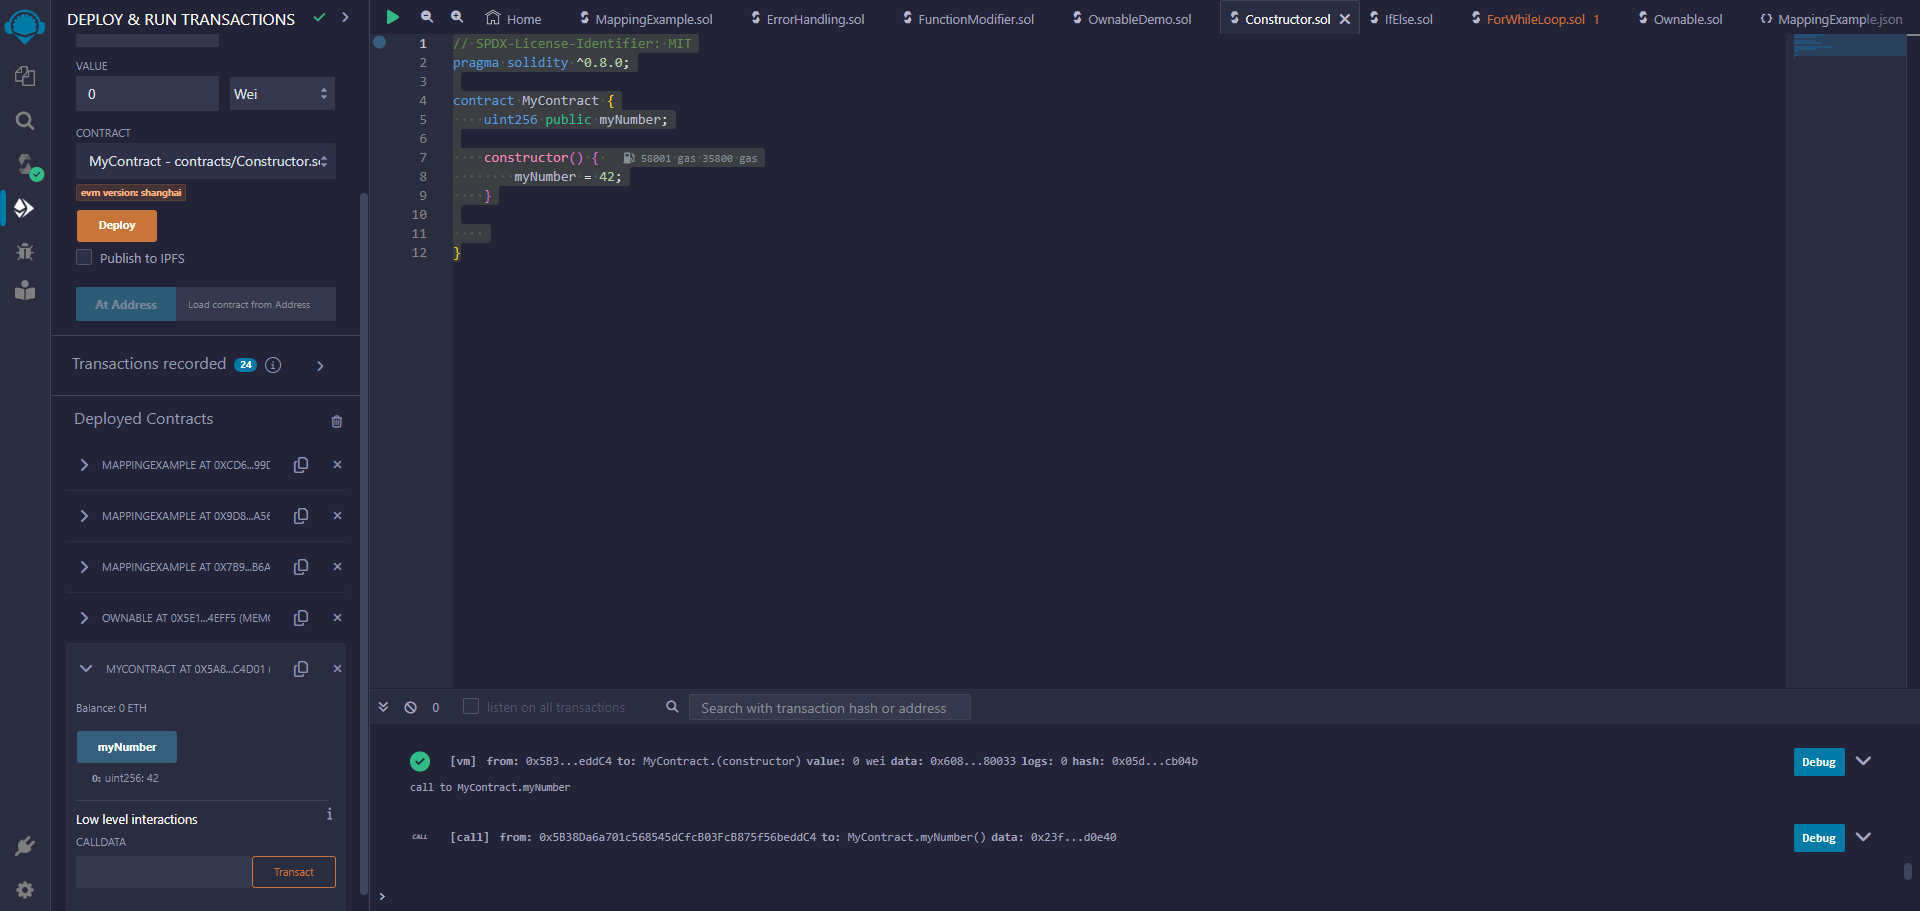 DEPLOY & RUN TRANSACTIONS
VALUE
0
Wei
CONTRACT
MyContract - contracts/Constructor.s
evm version: shanghai
Deploy
Publish to IPFS
At Address
Load contract from Address
Transactions recorded 24
Deployed Contracts
MAPPINGEXAMPLE AT 0XCD6...99D
MAPPINGEXAMPLE AT 0X9D8...A56
MAPPINGEXAMPLE AT 0X7B9...B6A
OWNABLE AT 0X5E1...4EFF5 (MEMO
MYCONTRACT AT 0X5A8...C4D01 (
Balance: 0 ETH
myNumber
0: uint256: 42
Low level interactions
CALLDATA
Transact
Home
MappingExample.sol
ErrorHandling.sol
FunctionModifier.sol
OwnableDemo.sol
Constructor.sol
IfElse.sol
ForWhileLoop.sol 1
Ownable.sol
{} MappingExample.json
1 // SPDX-License-Identifier: MIT
2 pragma solidity ^0.8.0;
3
4 contract MyContract {
5 uint256 public myNumber;
6
7 constructor() { 58001 gas 35800 gas
8 myNumber = 42;
9 }
10
11
12 }
0
listen on all transactions
Search with transaction hash or address
[vm] from: 0x5B3...eddC4 to: MyContract.(constructor) value: 0 wei data: 0x608...80033 logs: 0 hash: 0x05d...cb04b
Debug
call to MyContract.myNumber
CALL [call] from: 0x5B38Da6a701c568545dCfcB03FcB875f56beddC4 to: MyContract.myNumber() data: 0x23f...d0e40
Debug
>